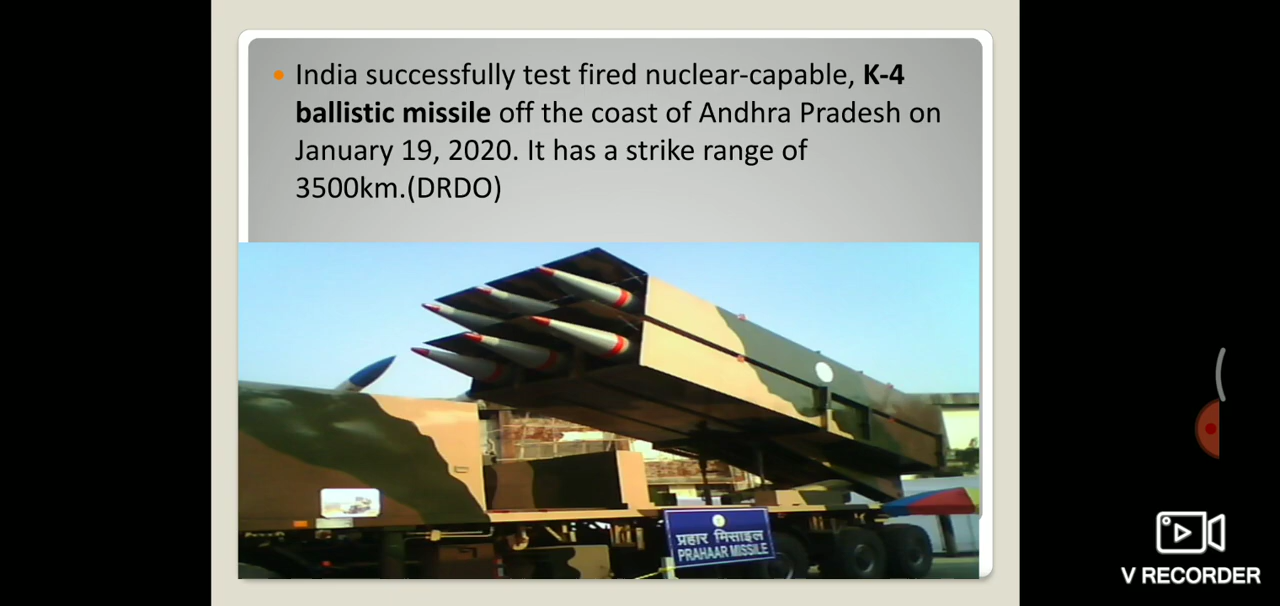 India successfully test fired nuclear-capable, K-4
ballistic missile off the coast of Andhra Pradesh on
January 19, 2020. It has a strike range of
3500km.(DRDO)
प्रहार मिसाइल
PRAHAAR MISSILE
V RECORDER